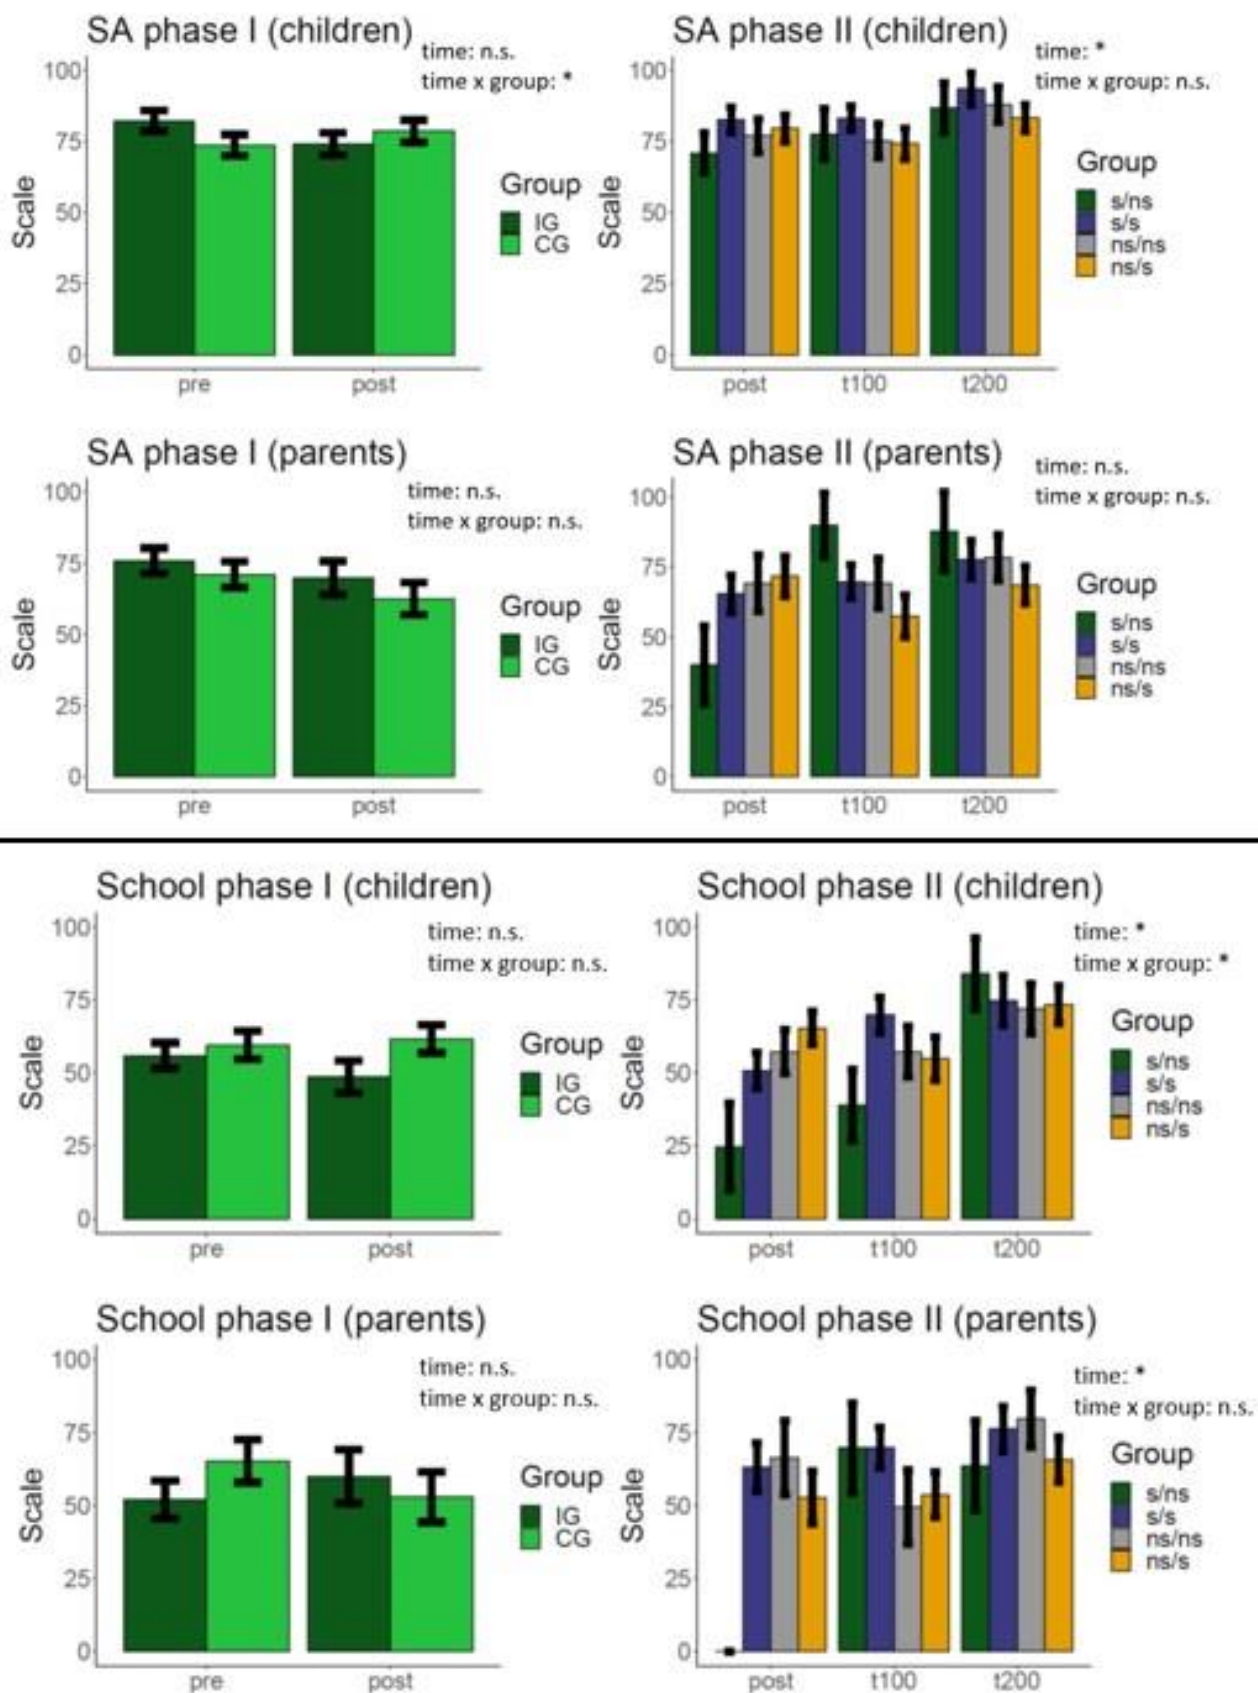 SA phase I (children)
time: n.s.
time x group: *
100
75
50
25
0
Scale
pre
post
Group
IG
CG
SA phase II (children)
time: *
time x group: n.s.
100
75
50
25
0
Scale
post
t100
t200
Group
s/ns
s/s
ns/ns
ns/s
SA phase I (parents)
time: n.s.
time x group: n.s.
100
75
50
25
0
Scale
pre
post
Group
IG
CG
SA phase II (parents)
time: n.s.
time x group: n.s.
100
75
50
25
0
Scale
post
t100
t200
Group
s/ns
s/s
ns/ns
ns/s
School phase I (children)
time: n.s.
time x group: n.s.
100
75
50
25
0
Scale
pre
post
Group
IG
CG
School phase II (children)
time: *
time x group: *
100
75
50
25
0
Scale
post
t100
t200
Group
s/ns
s/s
ns/ns
ns/s
School phase I (parents)
time: n.s.
time x group: n.s.
100
75
50
25
0
Scale
pre
post
Group
IG
CG
School phase II (parents)
time: *
time x group: n.s.
100
75
50
25
0
Scale
post
t100
t200
Group
s/ns
s/s
ns/ns
ns/s